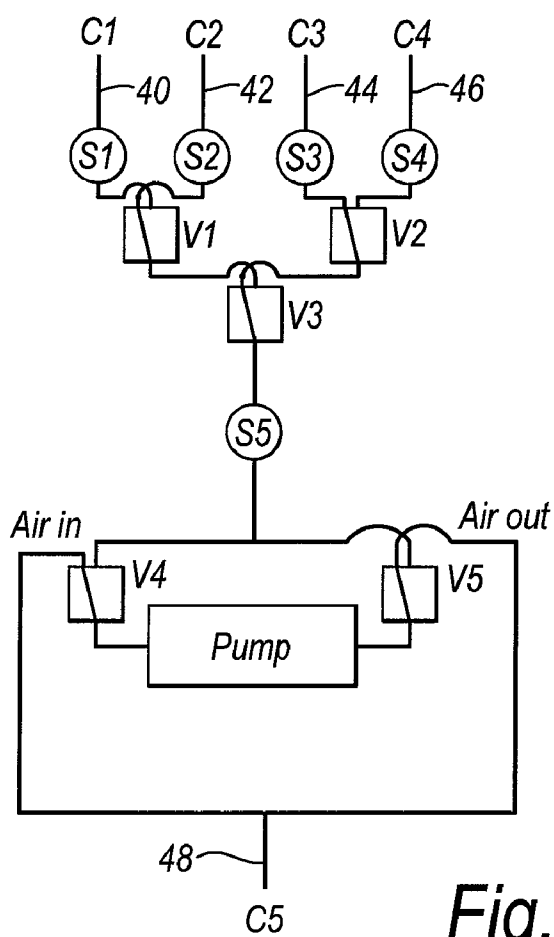 C1 C2 C3 C4
40 42 44 46
S1 S2 S3 S4
V1 V2
V3
S5
Air in Air out
V4 V5
Pump
48
C5
Fig.